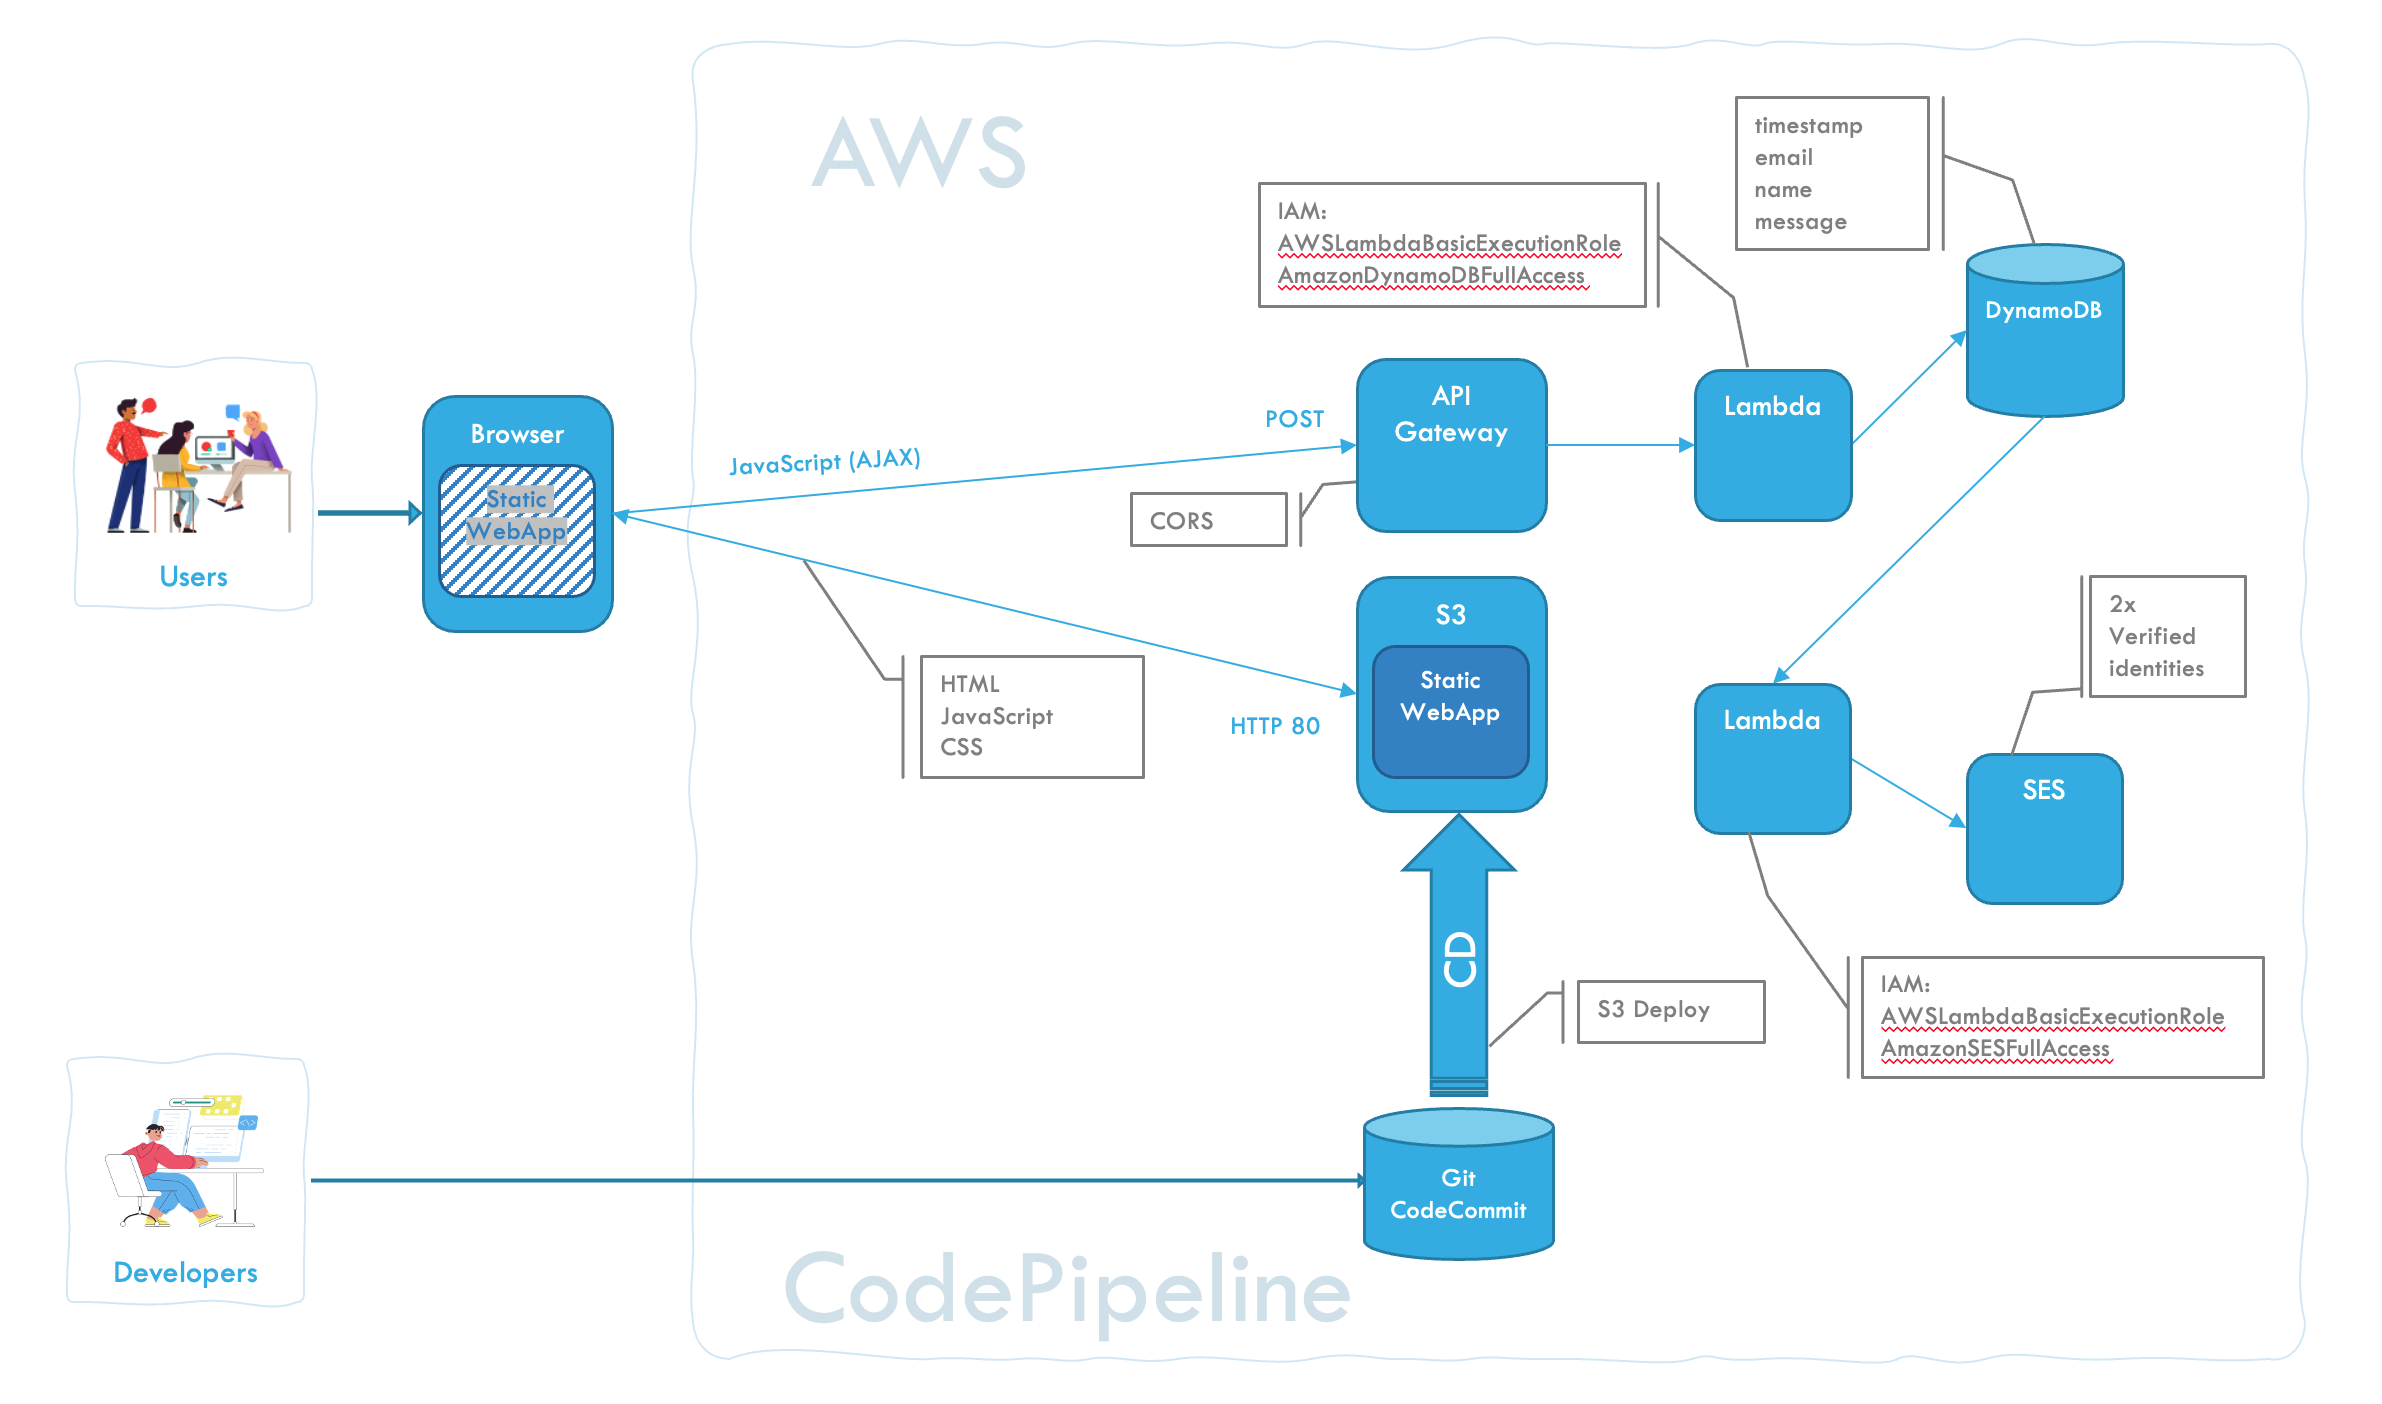 AWS
timestamp
email
name
message
IAM:
AWSLambdaBasicExecutionRole
AmazonDynamoDBFullAccess
DynamoDB
API
Gateway
Lambda
Browser
Static
WebApp
POST
JavaScript (AJAX)
CORS
Users
S3
Static
WebApp
HTTP 80
HTML
JavaScript
CSS
2x
Verified
identities
Lambda
SES
CD
S3 Deploy
IAM:
AWSLambdaBasicExecutionRole
AmazonSESFullAccess
Git
CodeCommit
Developers
CodePipeline